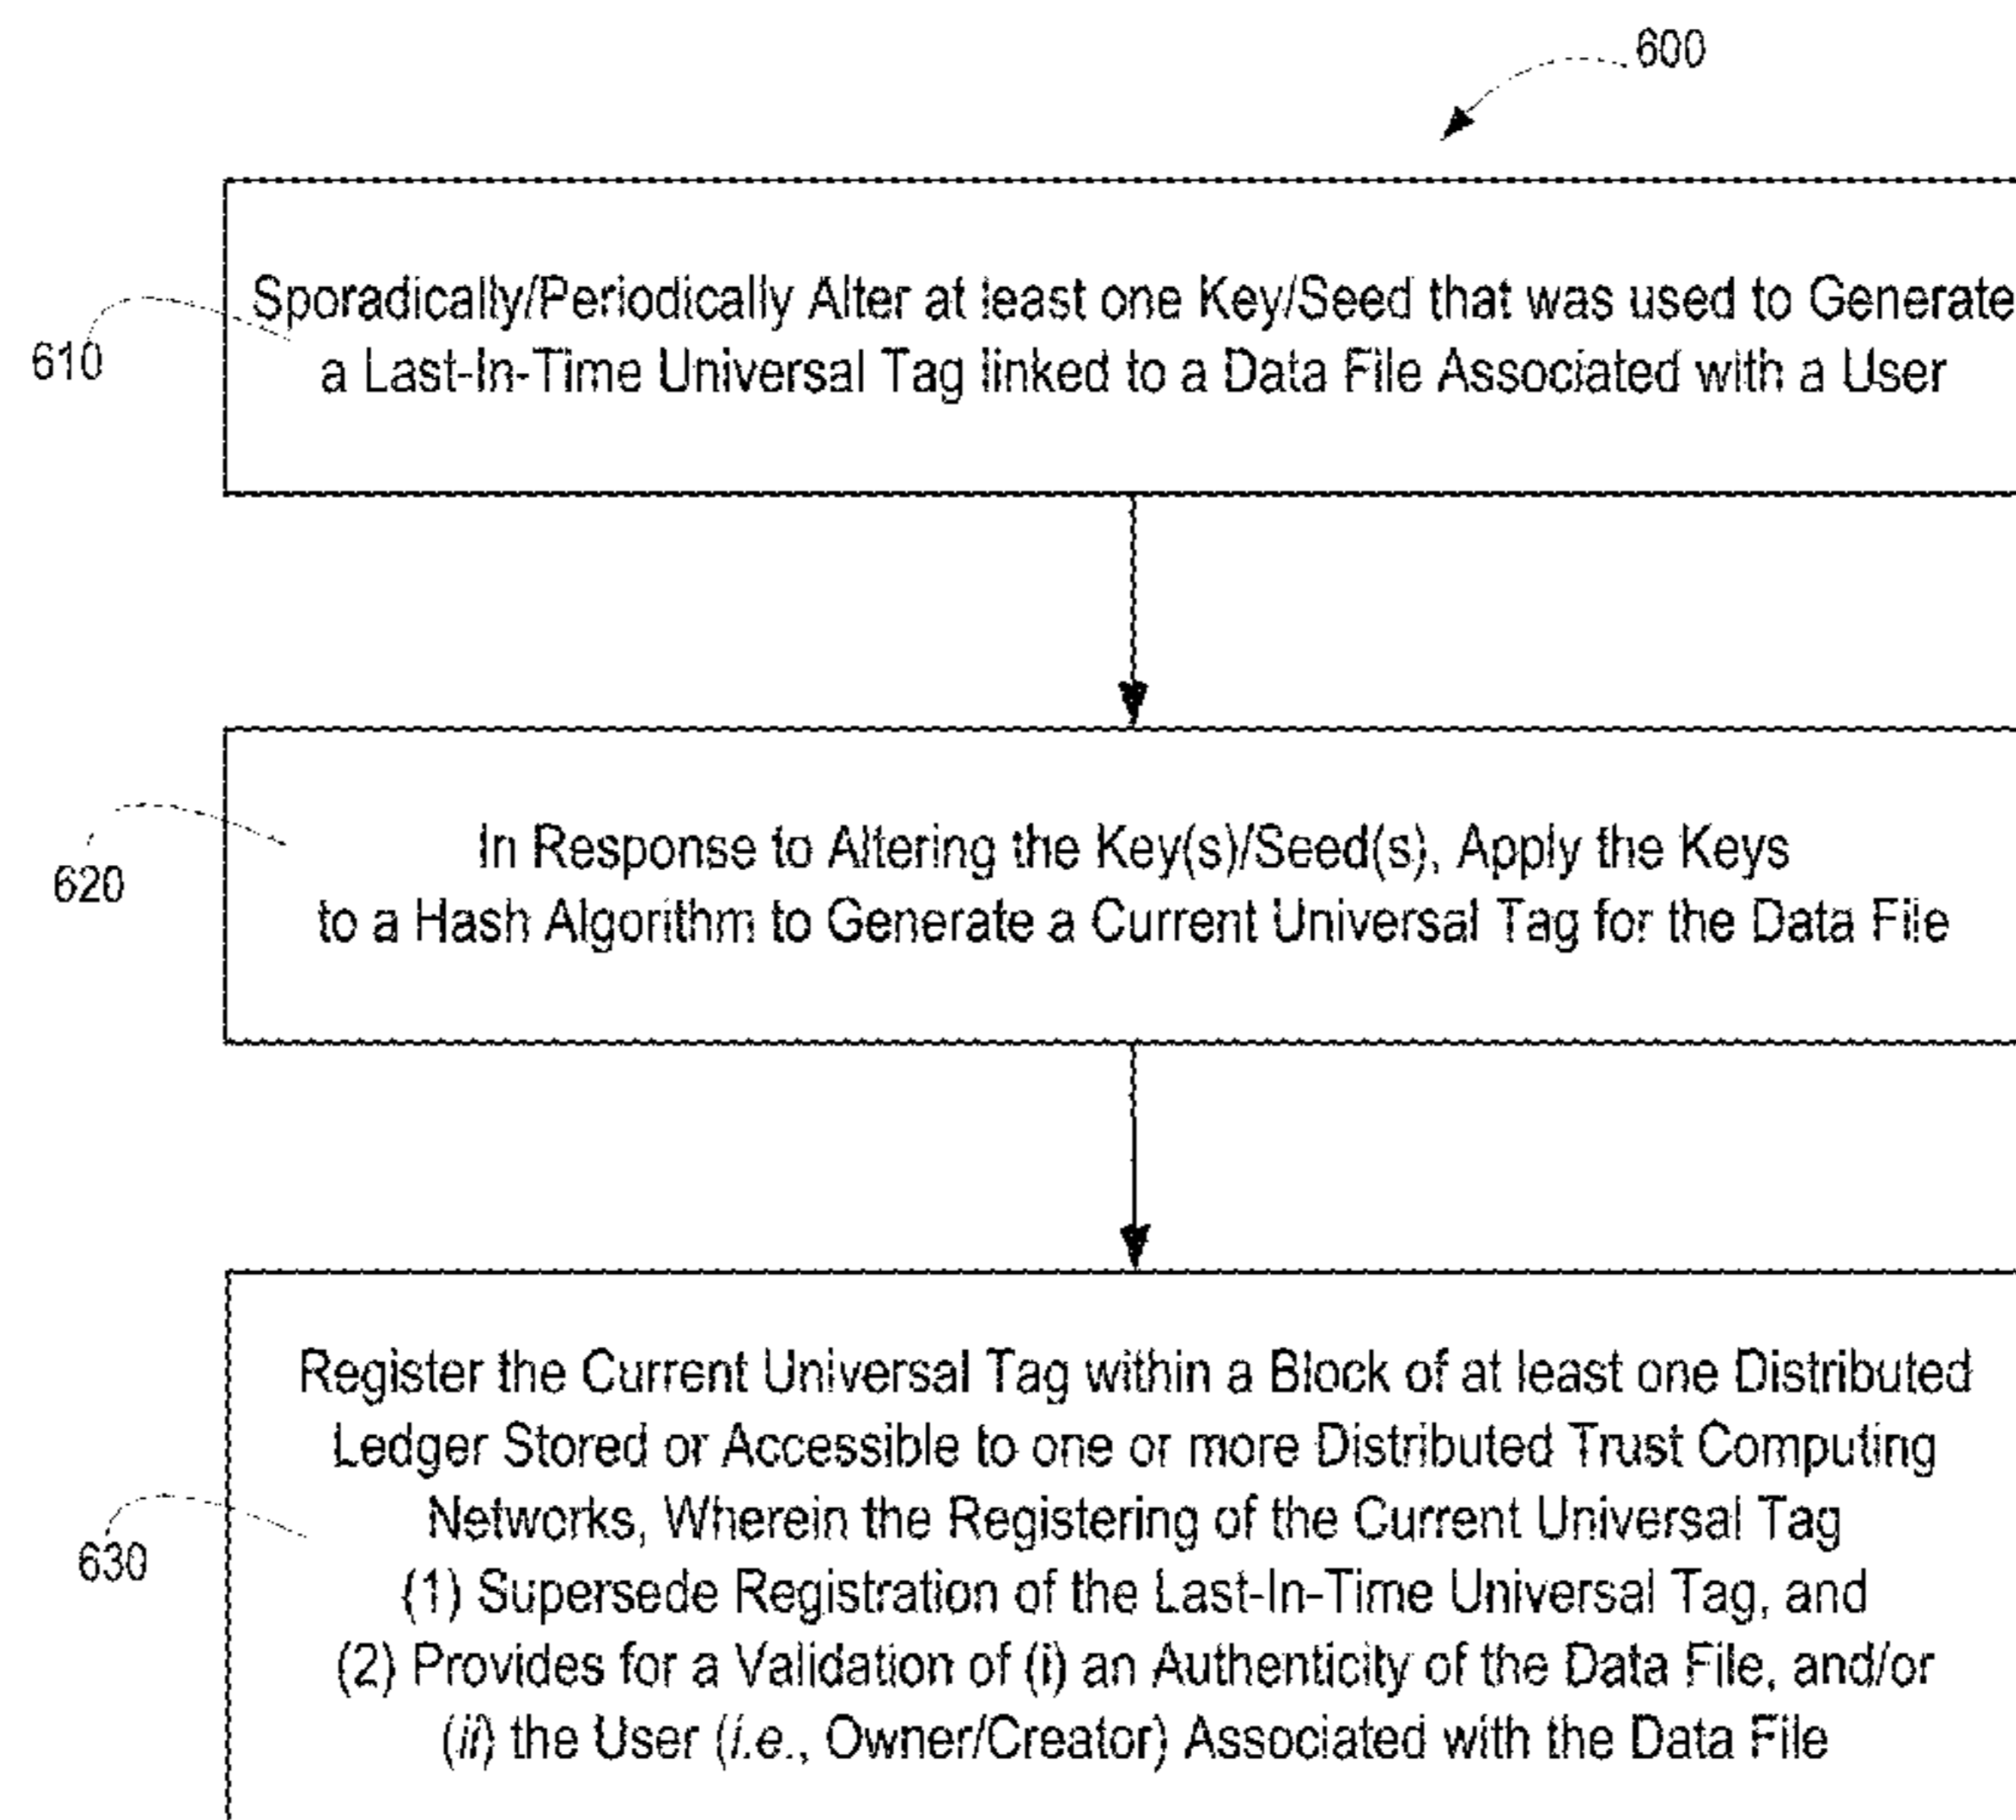 600
610
Sporadically/Periodically Alter at least one Key/Seed that was used to Generate
a Last-In-Time Universal Tag linked to a Data File Associated with a User
620
In Response to Altering the Key(s)/Seed(s), Apply the Keys
to a Hash Algorithm to Generate a Current Universal Tag for the Data File
630
Register the Current Universal Tag within a Block of at least one Distributed
Ledger Stored or Accessible to one or more Distributed Trust Computing
Networks, Wherein the Registering of the Current Universal Tag
(1) Supersede Registration of the Last-In-Time Universal Tag, and
(2) Provides for a Validation of (i) an Authenticity of the Data File, and/or
(ii) the User (i.e., Owner/Creator) Associated with the Data File